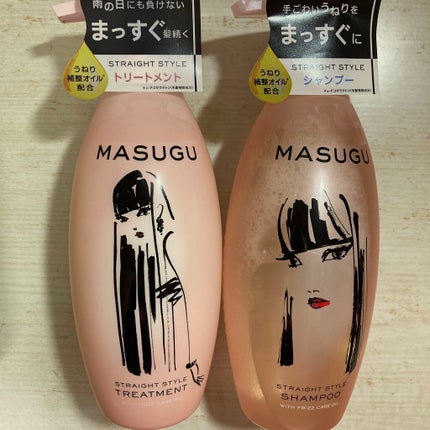 雨の日にも負けない
まっすぐ髪続く
STRAIGHT STYLE
トリートメント
うねり
補整オイル
配合
MASUGU
STRAIGHT STYLE
TREATMENT
手ごわいうねりを
まっすぐに
STRAIGHT STYLE
シャンプー
うねり
補整オイル*
配合
MASUGU
STRAIGHT STYLE
SHAMPOO
WITH FRIZZ CARE OIL